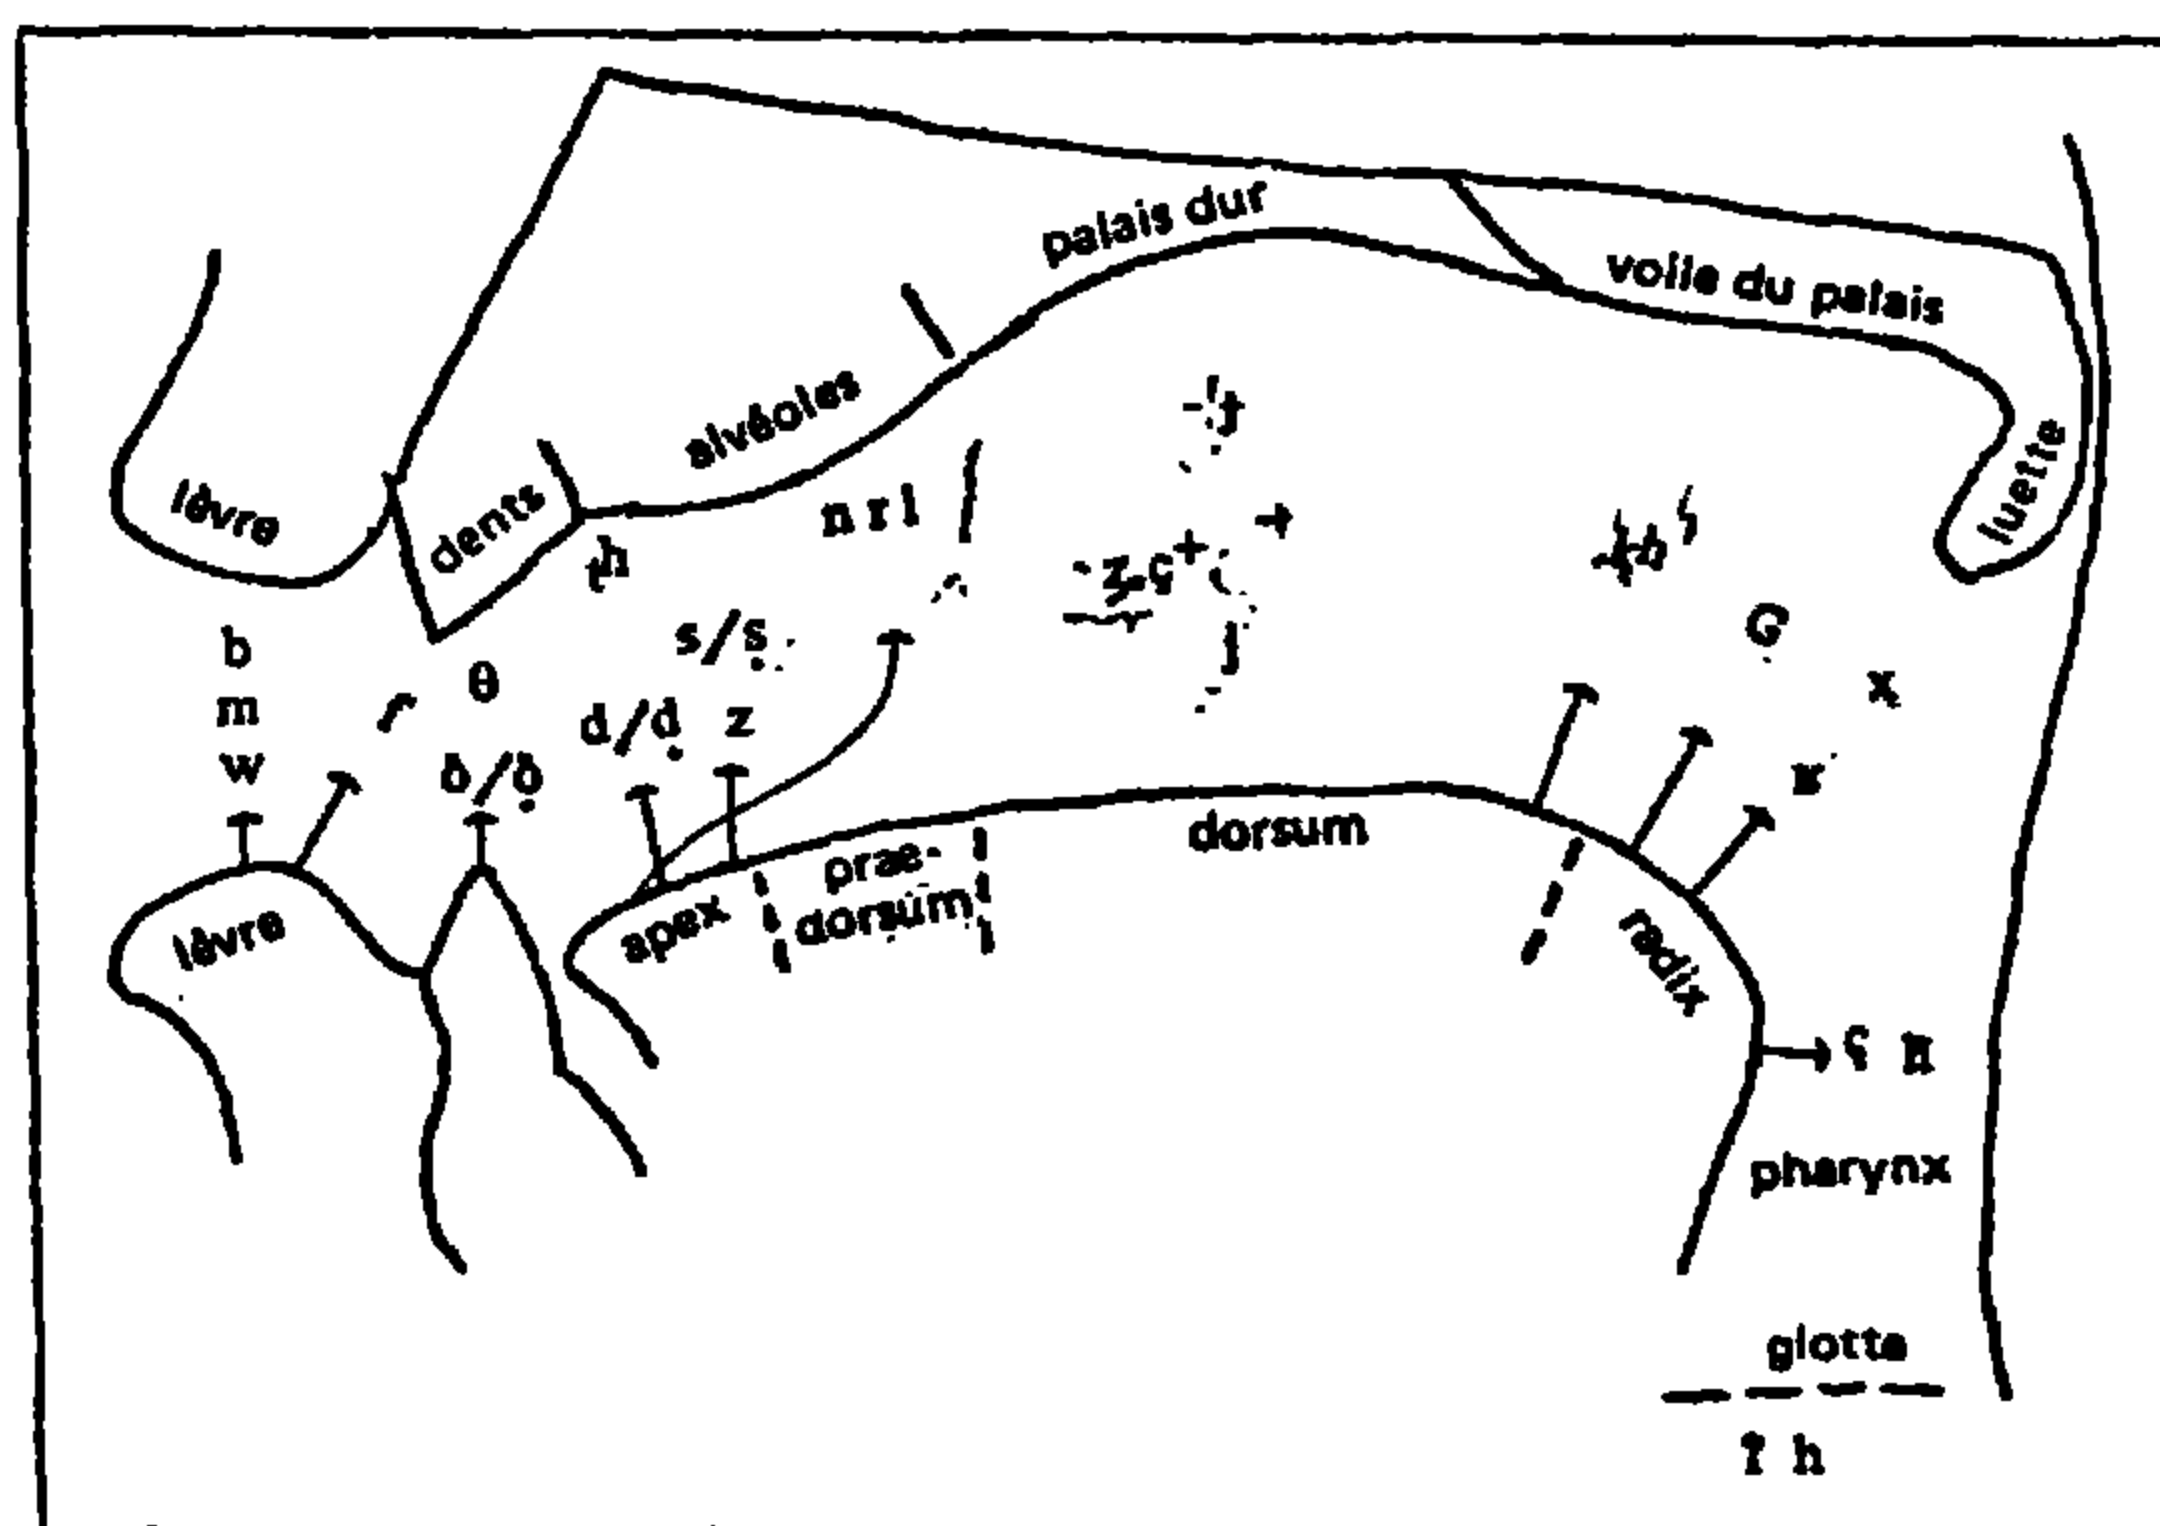 palais dur
voile du palais
alvéoles
luette
lèvre
dents
n r l
b
m
w
θ
s/ṣ
d/ḍ z
G
x
dorsum
prae-
dorsum
apex
lèvre
radix
pharynx
glotte
h